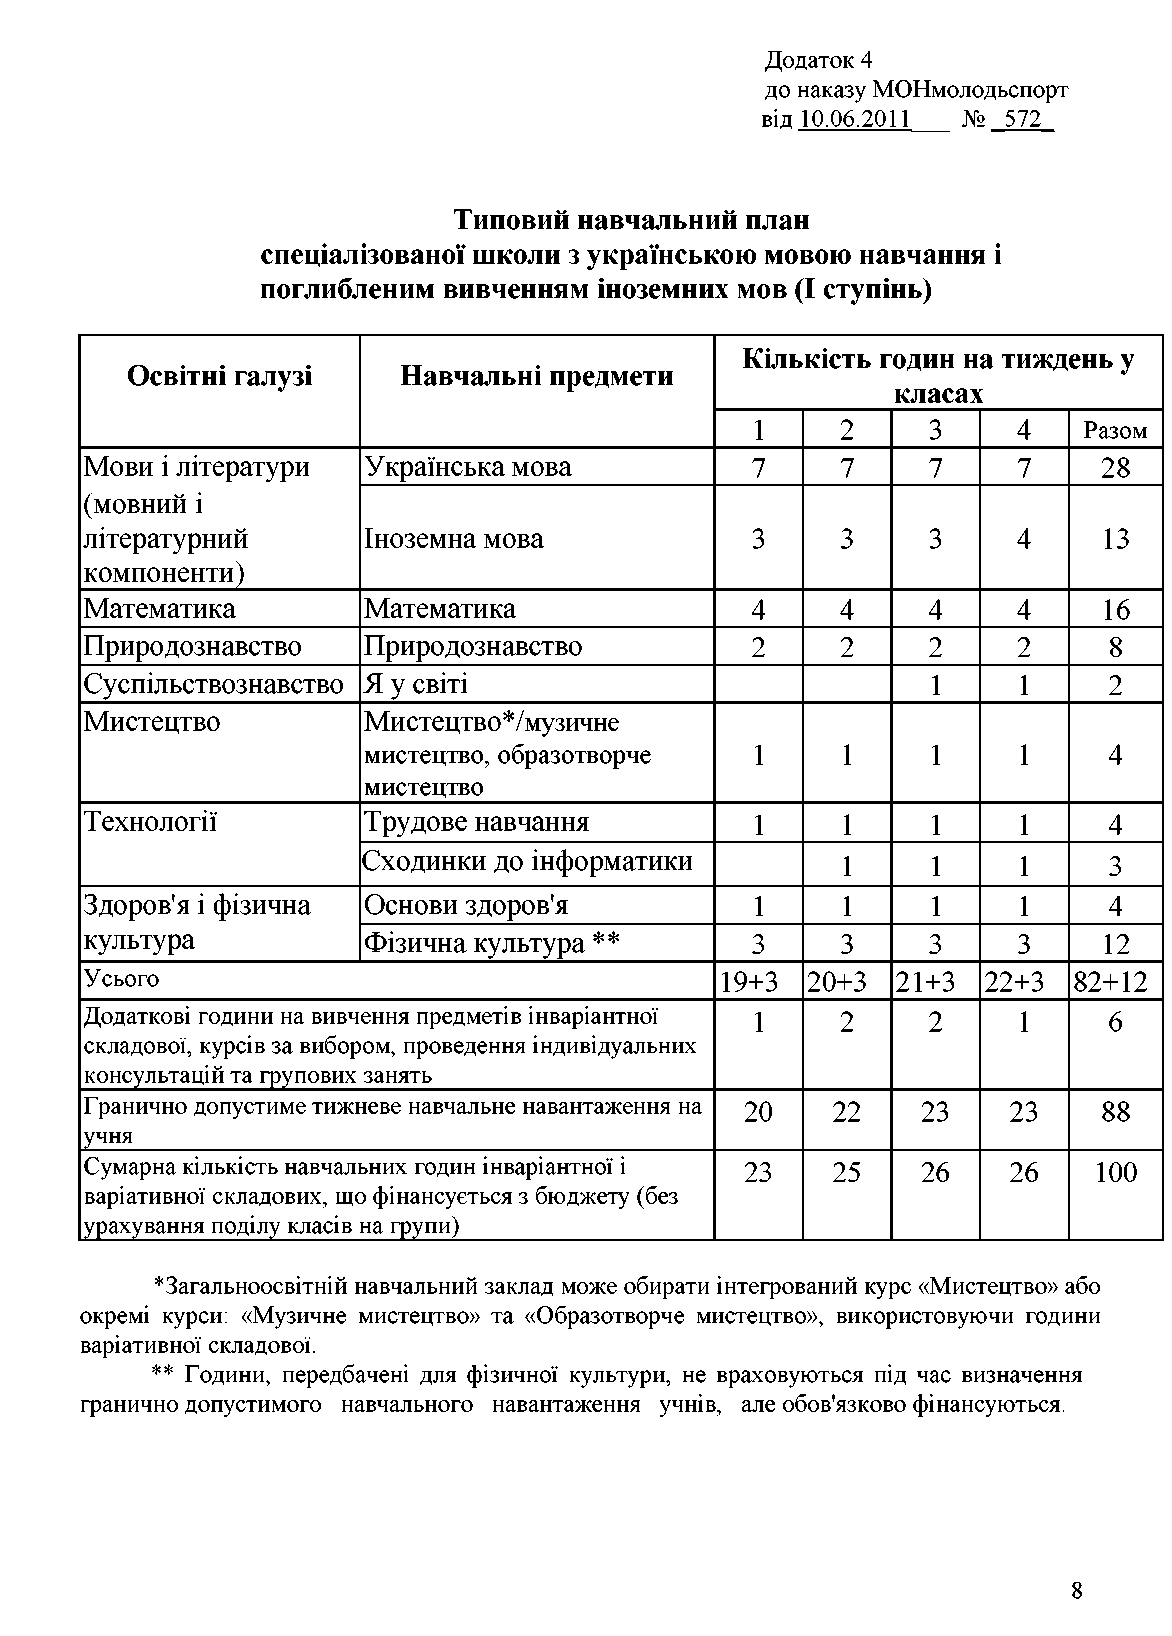 Додаток 4
до наказу МОНмолодьспорт
від 10.06.2011___ № _572_
Типовий навчальний план
спеціалізованої школи з українською мовою навчання і
поглибленим вивченням іноземних мов (І ступінь)
Освітні галузі Навчальні предмети Кількість годин на тиждень у
класах
1 2 3 4 Разом
Мови і літератури Українська мова 7 7 7 7 28
(мовний і
літературний Іноземна мова 3 3 3 4 13
компоненти)
Математика Математика 4 4 4 4 16
Природознавство Природознавство 2 2 2 2 8
Суспільствознавство Я у світі 1 1 2
Мистецтво Мистецтво*/музичне
мистецтво, образотворче 1 1 1 1 4
мистецтво
Технології Трудове навчання 1 1 1 1 4
Сходинки до інформатики 1 1 1 3
Здоров'я і фізична Основи здоров'я 1 1 1 1 4
культура Фізична культура ** 3 3 3 3 12
Усього 19+3 20+3 21+3 22+3 82+12
Додаткові години на вивчення предметів інваріантної 1 2 2 1 6
складової, курсів за вибором, проведення індивідуальних
консультацій та групових занять
Гранично допустиме тижневе навчальне навантаження на 20 22 23 23 88
учня
Сумарна кількість навчальних годин інваріантної і 23 25 26 26 100
варіативної складових, що фінансується з бюджету (без
урахування поділу класів на групи)
*Загальноосвітній навчальний заклад може обирати інтегрований курс «Мистецтво» або
окремі курси: «Музичне мистецтво» та «Образотворче мистецтво», використовуючи години
варіативної складової.
** Години, передбачені для фізичної культури, не враховуються під час визначення
гранично допустимого навчального навантаження учнів, але обов'язково фінансуються.
8